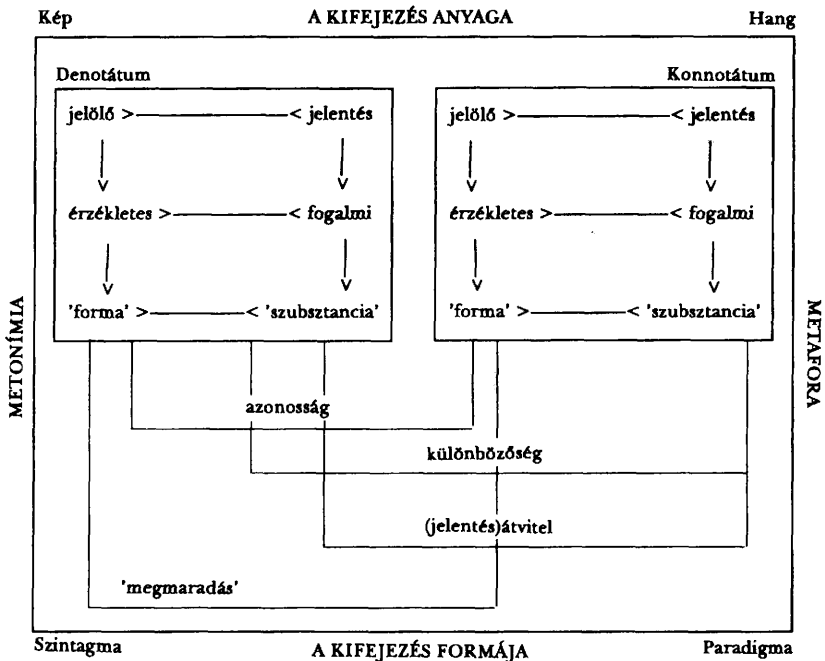 Kép A KIFEJEZÉS ANYAGA Hang
Denotátum Konnotátum
jelölő > < jelentés jelölő > < jelentés
érzékletes > < fogalmi érzékletes > < fogalmi
'forma' > < 'szubsztancia' 'forma' > < 'szubsztancia'
METONÍMIA
METAFORA
azonosság
különbözőség
(jelentés)átvitel
'megmaradás'
Szintagma A KIFEJEZÉS FORMÁJA Paradigma